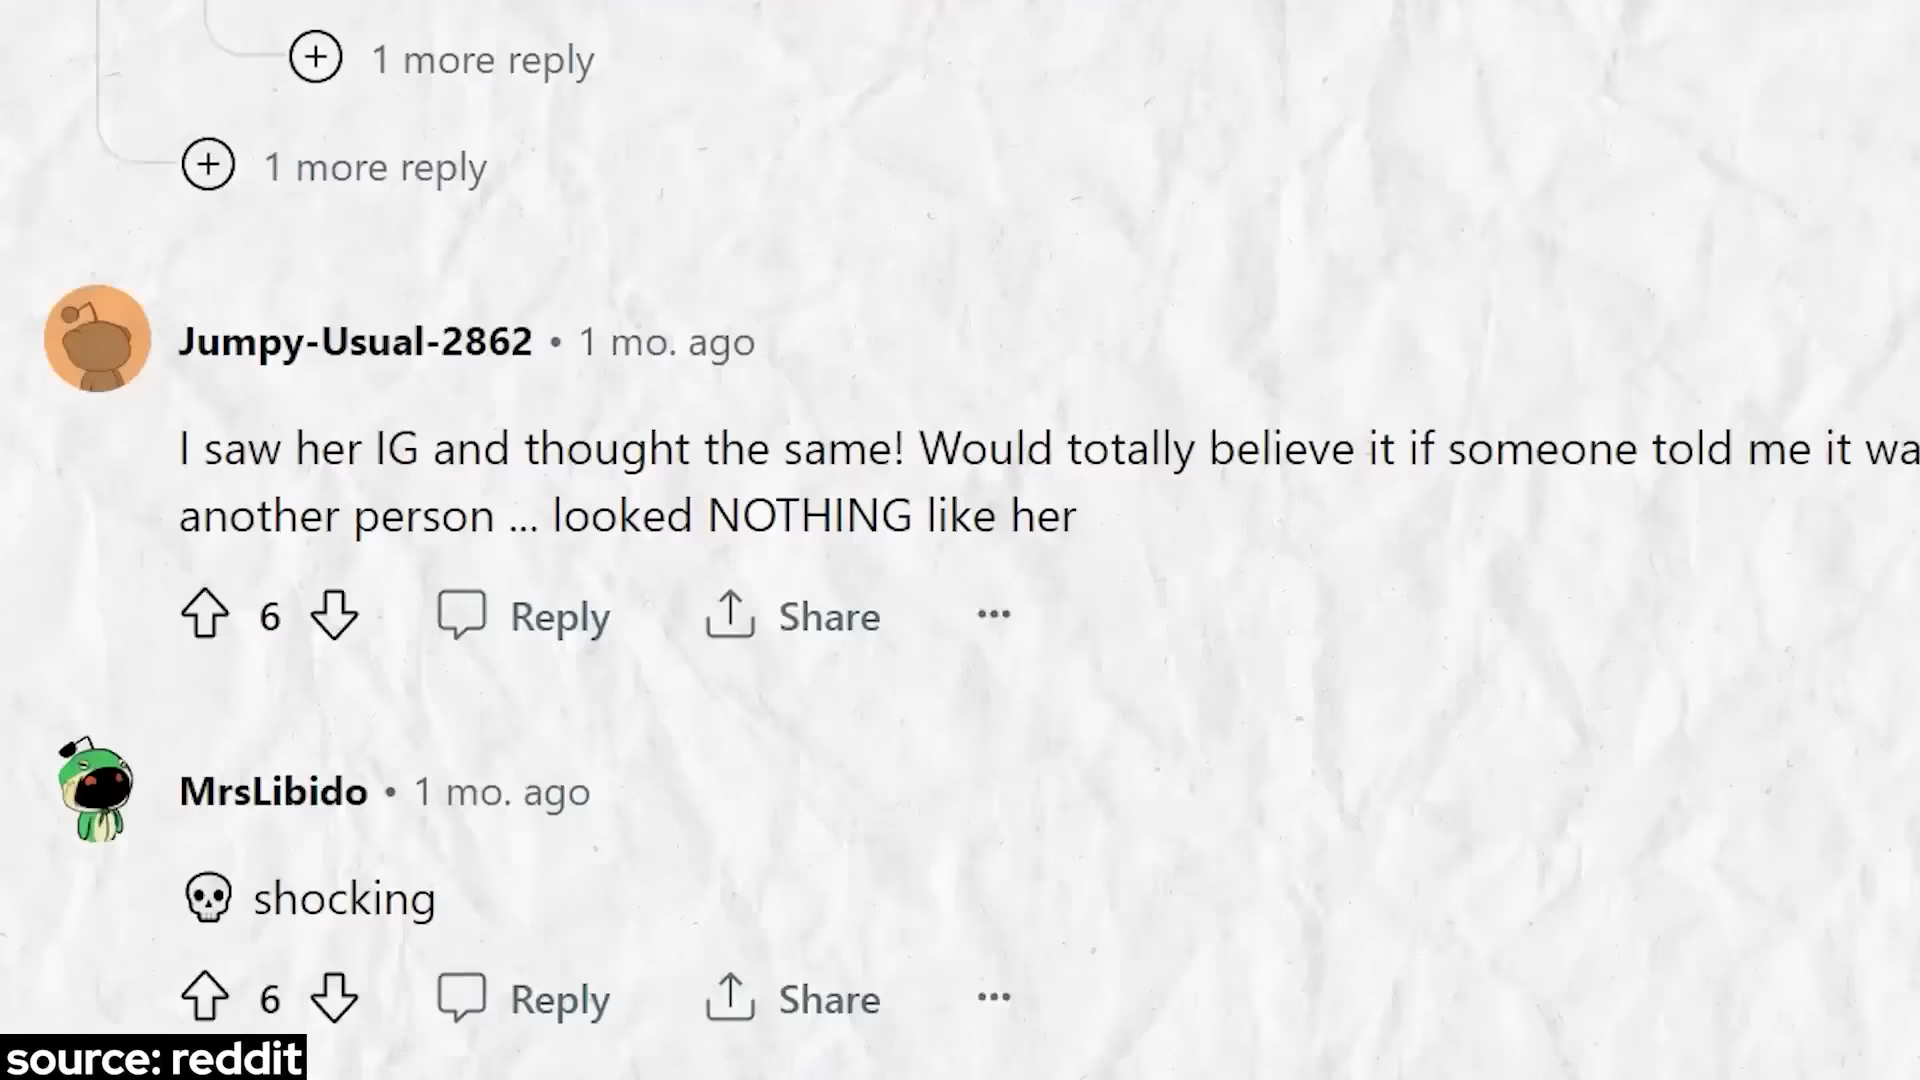 1 more reply
1 more reply
Jumpy-Usual-2862 • 1 mo. ago
I saw her IG and thought the same! Would totally believe it if someone told me it wa
another person ... looked NOTHING like her
6 Reply Share ...
MrsLibido • 1 mo. ago
💀 shocking
6 Reply Share ...
source: reddit